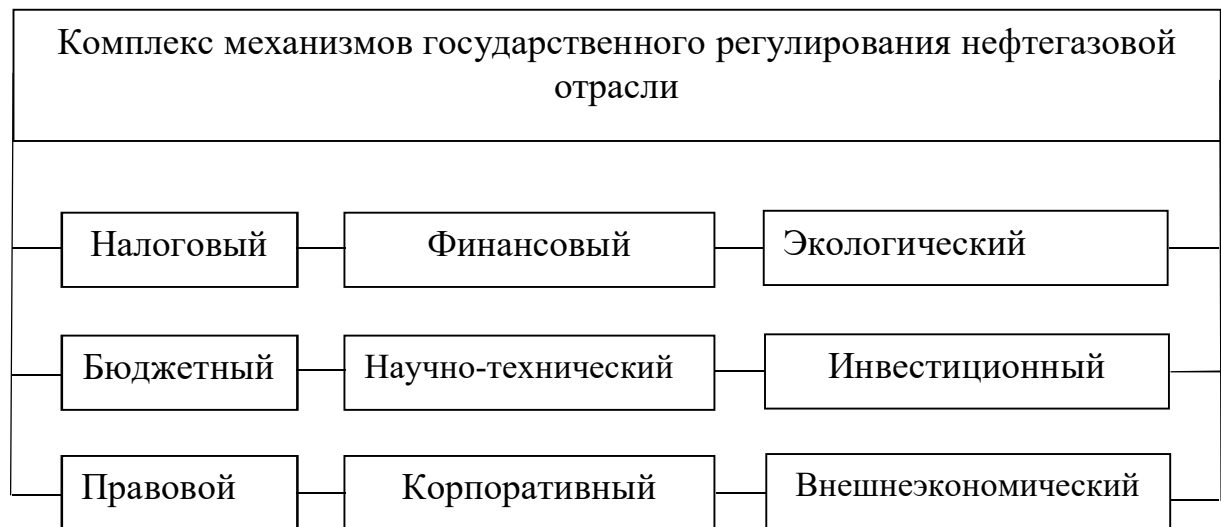 Комплекс механизмов государственного регулирования нефтегазовой
отрасли
Налоговый Финансовый Экологический
Бюджетный Научно-технический Инвестиционный
Правовой Корпоративный Внешнеэкономический